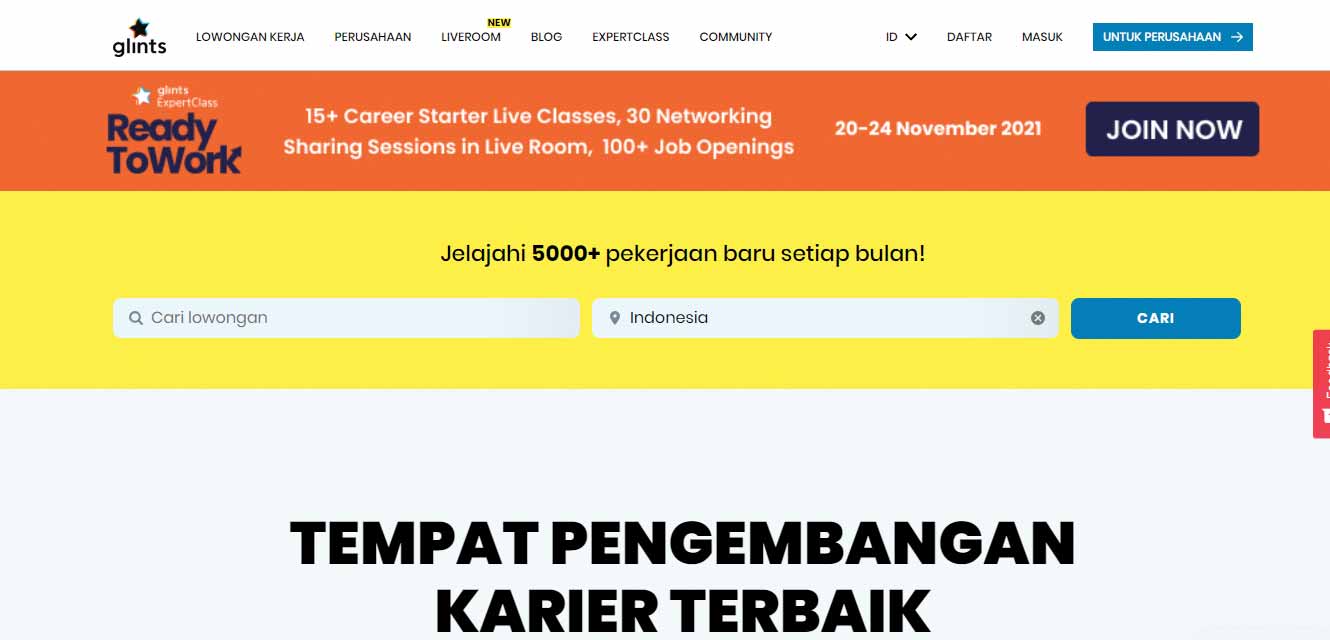 glints
LOWONGAN KERJA
PERUSAHAAN
LIVEROOM
NEW
BLOG
EXPERTCLASS
COMMUNITY
ID
DAFTAR
MASUK
UNTUK PERUSAHAAN
glints
ExpertClass
Ready
ToWork
15+ Career Starter Live Classes, 30 Networking
Sharing Sessions in Live Room, 100+ Job Openings
20-24 November 2021
JOIN NOW
Jelajahi 5000+ pekerjaan baru setiap bulan!
Cari lowongan
Indonesia
CARI
TEMPAT PENGEMBANGAN
KARIER TERBAIK